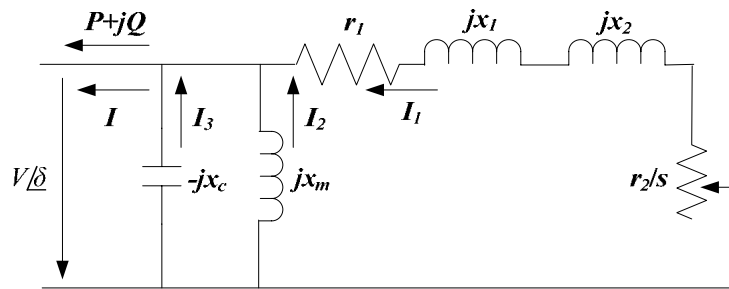 P+jQ
r1
jx1
jx2
I
I3
I2
I1
V/δ
-jxc
jxm
r2/s